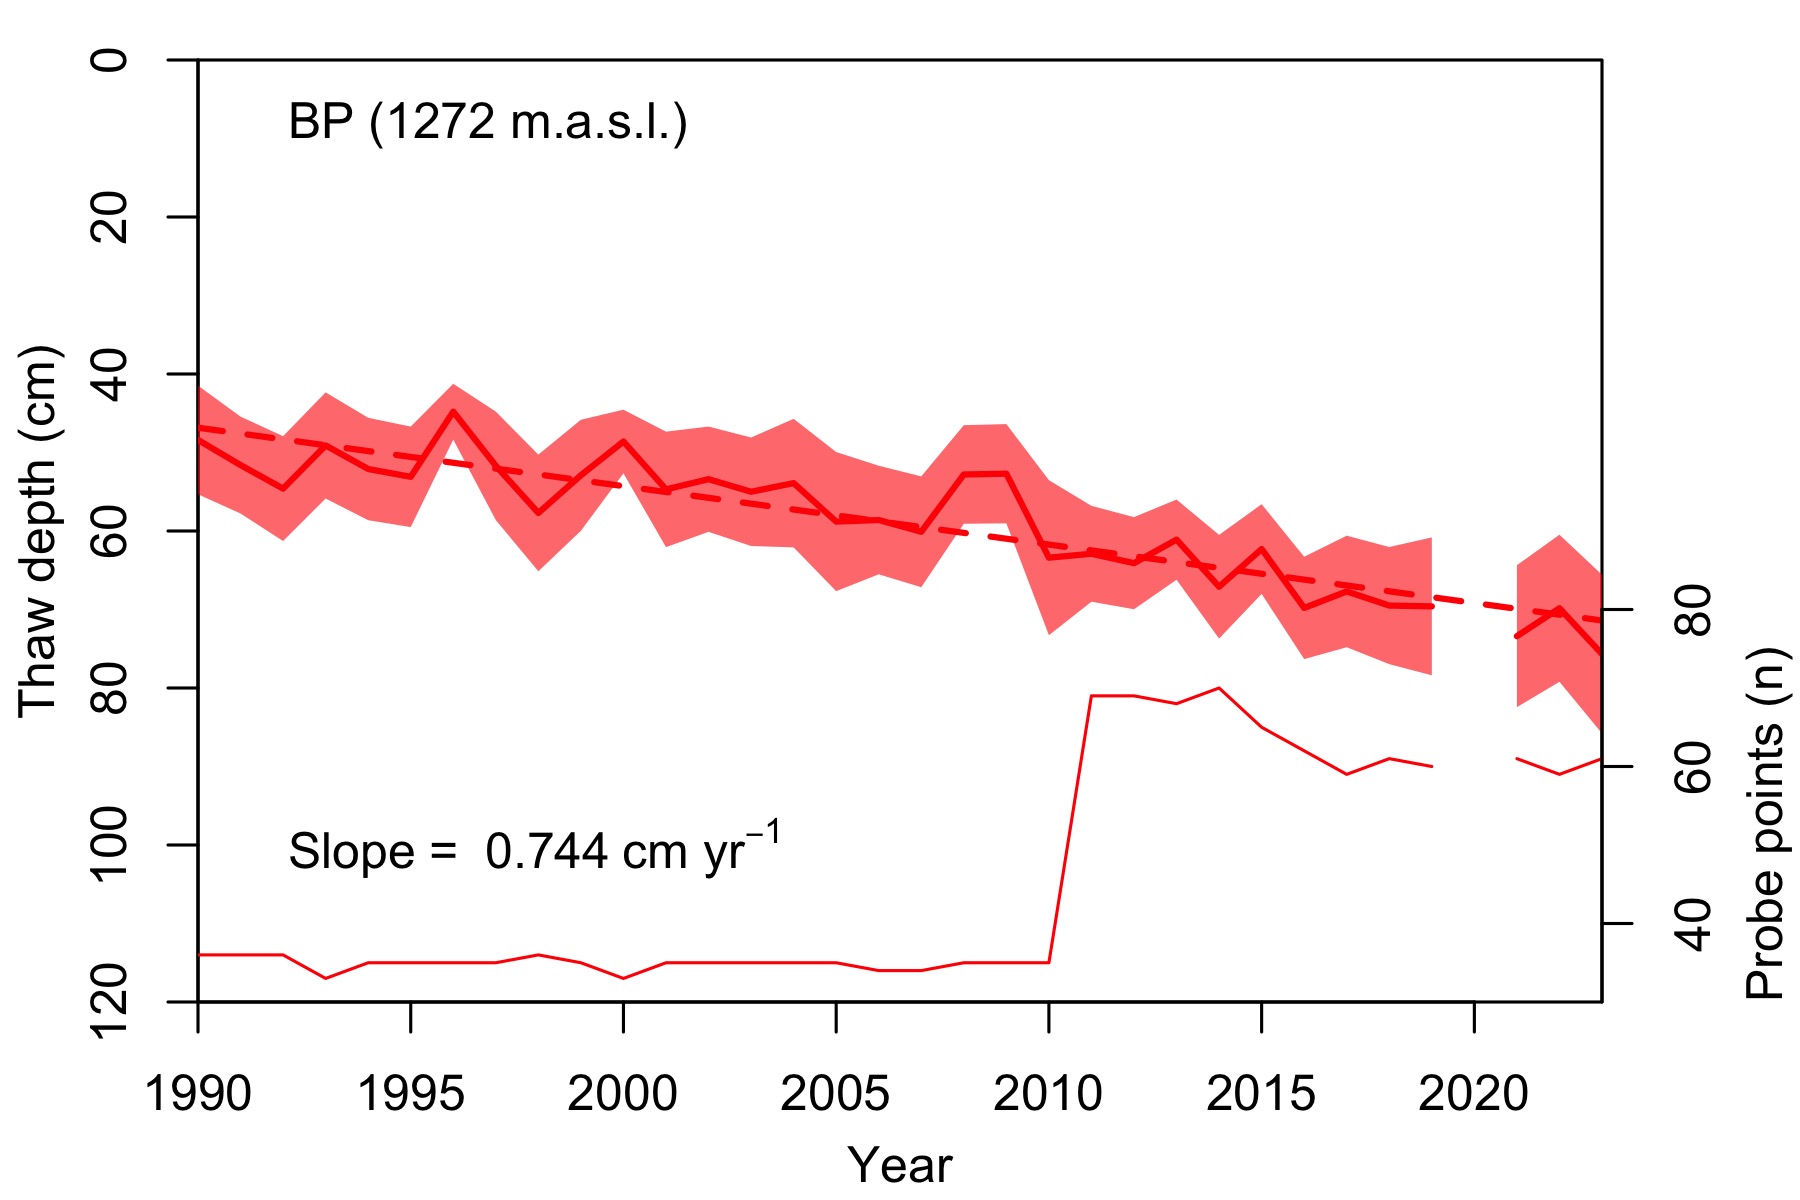 BP (1272 m.a.s.l.)
Slope = 0.744 cm yr⁻¹
Thaw depth (cm)
0
20
40
60
80
100
120
Probe points (n)
80
60
40
1990 1995 2000 2005 2010 2015 2020
Year